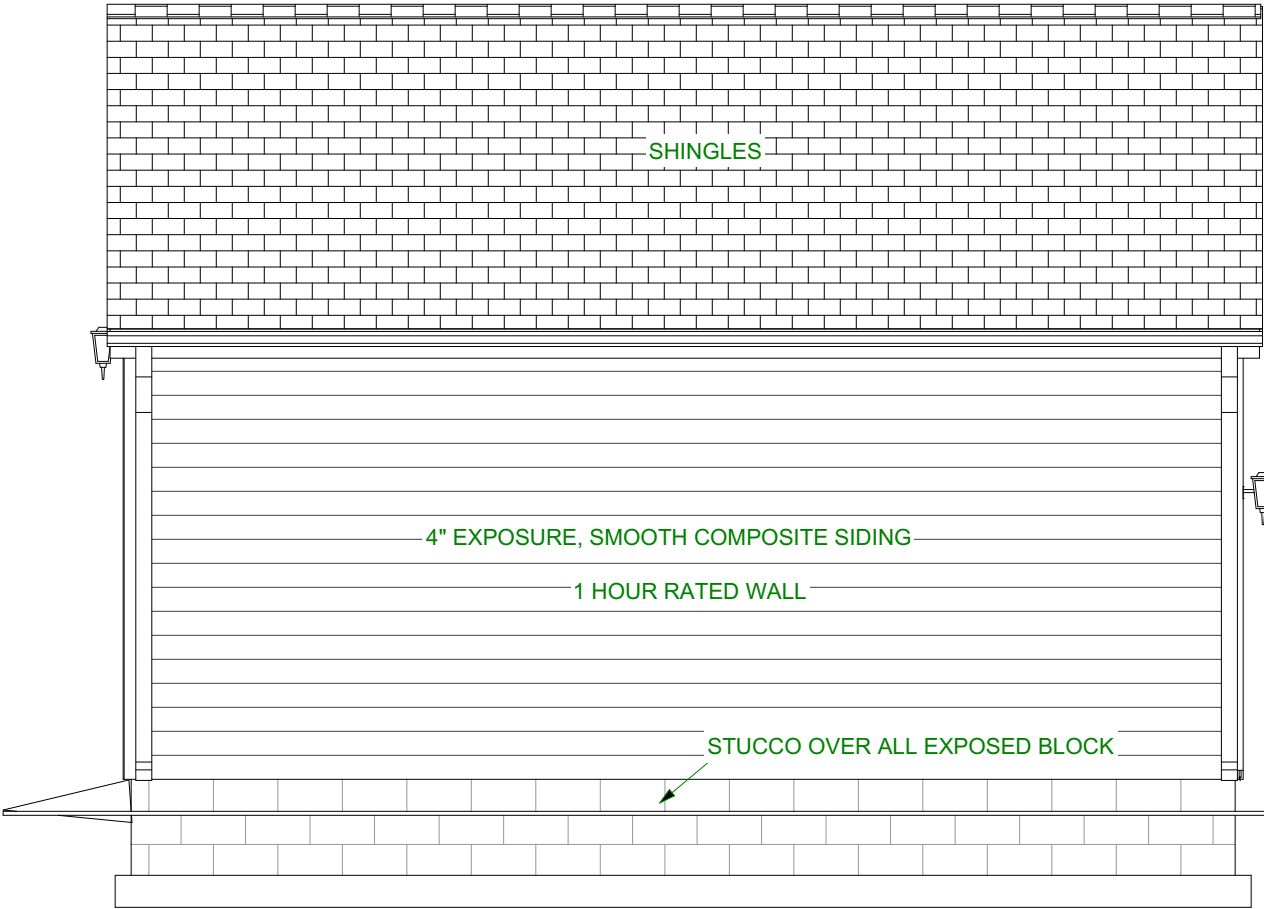 SHINGLES
4" EXPOSURE, SMOOTH COMPOSITE SIDING
1 HOUR RATED WALL
STUCCO OVER ALL EXPOSED BLOCK